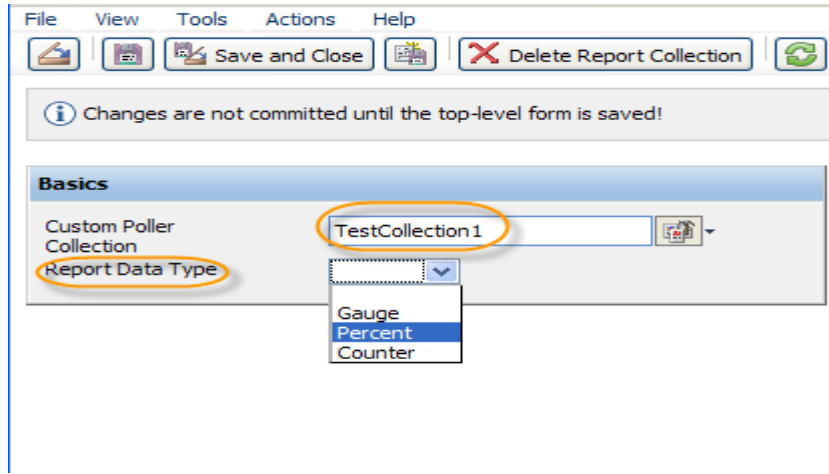 File View Tools Actions Help
Save and Close Delete Report Collection
Changes are not committed until the top-level form is saved!
Basics
Custom Poller Collection
TestCollection1
Report Data Type
Gauge
Percent
Counter